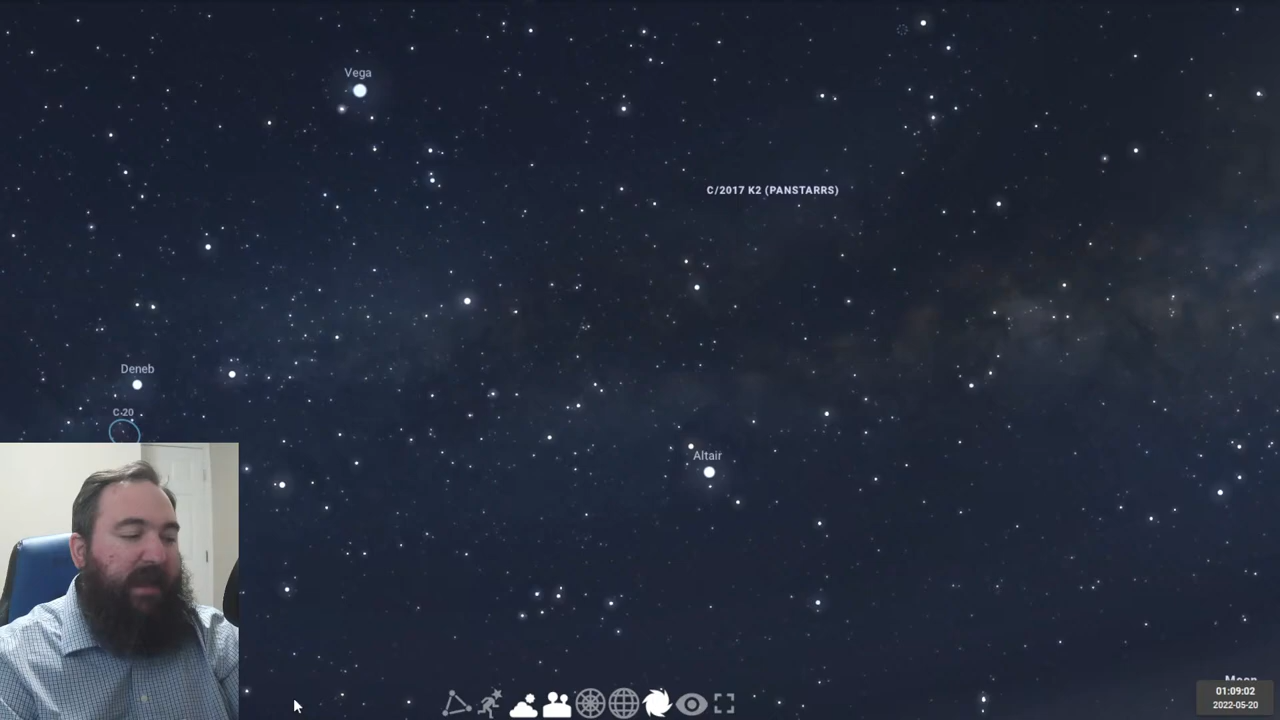 Vega
C/2017 K2 (PANSTARRS)
Deneb
C 20
Altair
Moon
01:09:02
2022-05-20